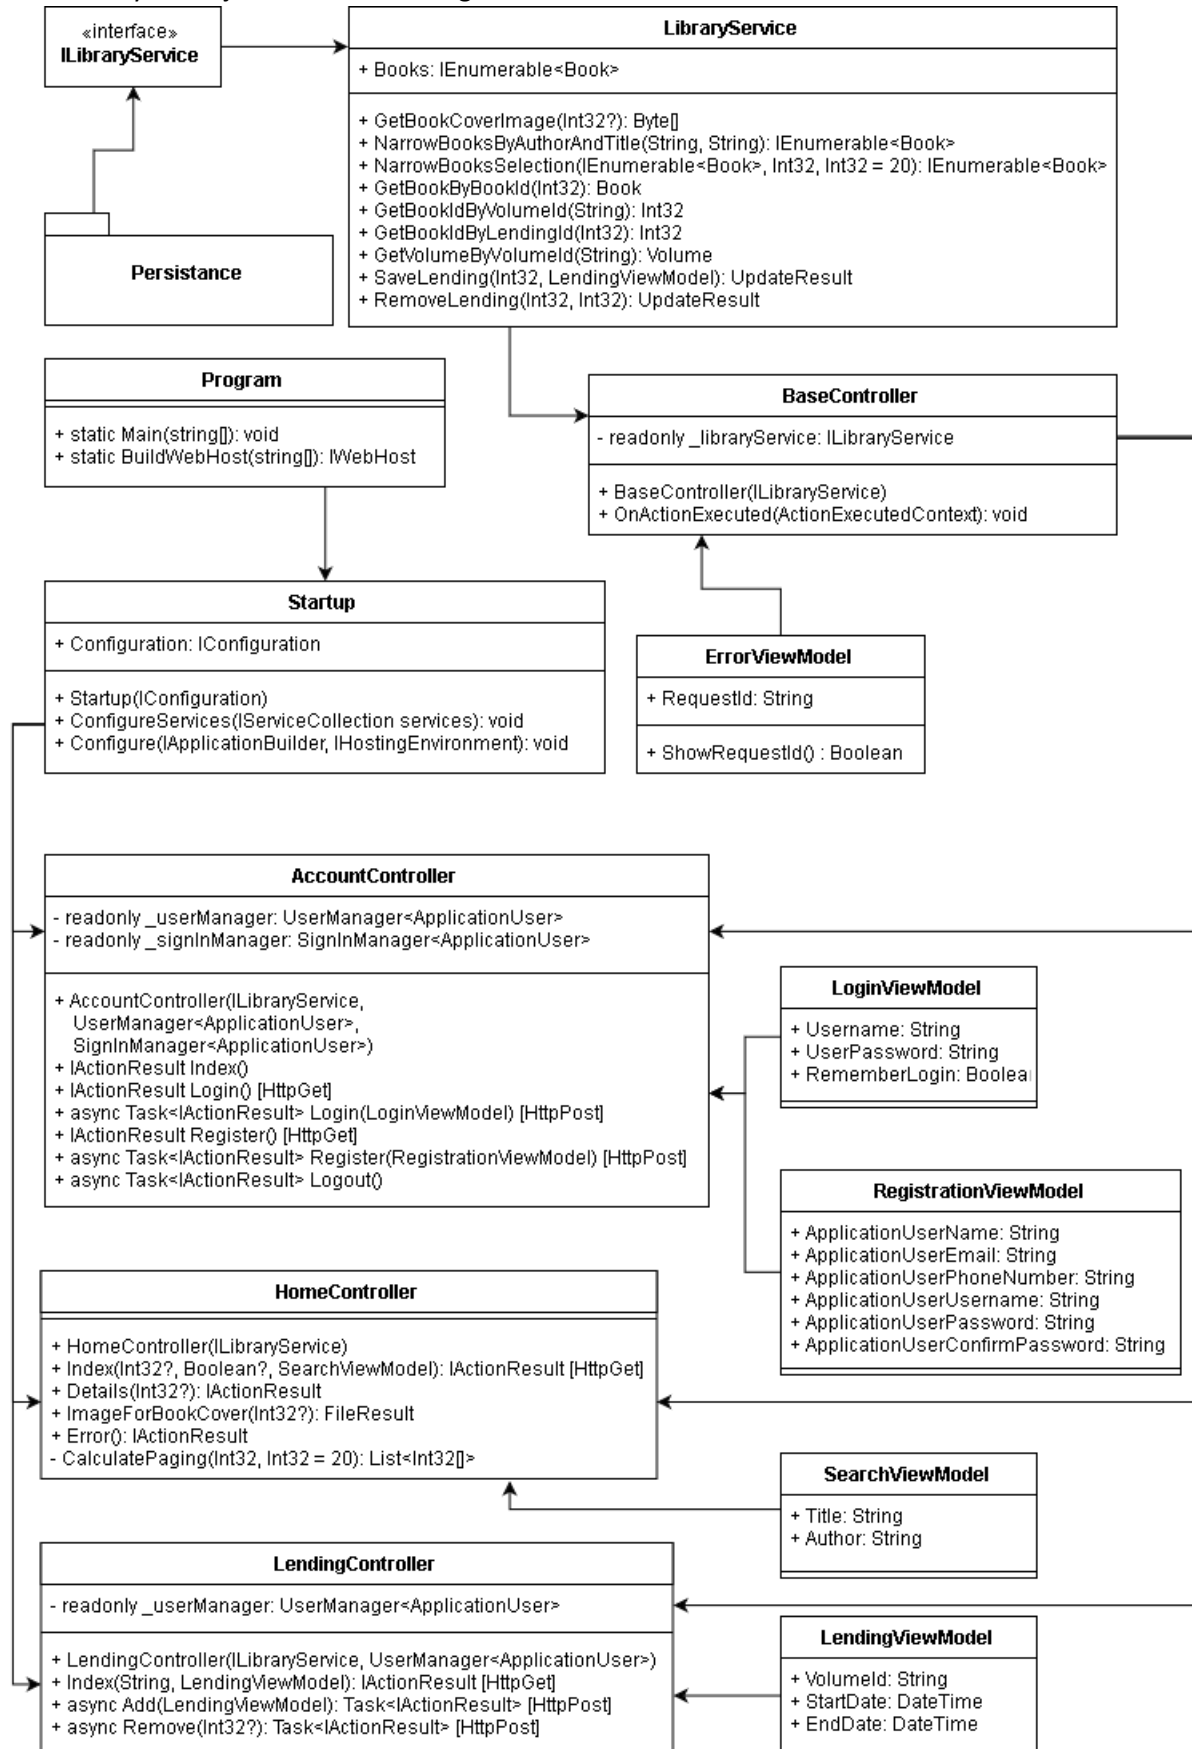 «interface»
ILibraryService
LibraryService
+ Books: IEnumerable<Book>
+ GetBookCoverImage(Int32?): Byte[]
+ NarrowBooksByAuthorAndTitle(String, String): IEnumerable<Book>
+ NarrowBooksSelection(IEnumerable<Book>, Int32, Int32 = 20): IEnumerable<Book>
+ GetBookByBookId(Int32): Book
+ GetBookIdByVolumeId(String): Int32
+ GetBookIdByLendingId(Int32): Int32
+ GetVolumeByVolumeId(String): Volume
+ SaveLending(Int32, LendingViewModel): UpdateResult
+ RemoveLending(Int32, Int32): UpdateResult
Persistance
Program
+ static Main(string[]): void
+ static BuildWebHost(string[]): IWebHost
BaseController
- readonly _libraryService: ILibraryService
+ BaseController(ILibraryService)
+ OnActionExecuted(ActionExecutedContext): void
Startup
+ Configuration: IConfiguration
+ Startup(IConfiguration)
+ ConfigureServices(IServiceCollection services): void
+ Configure(IApplicationBuilder, IHostingEnvironment): void
ErrorViewModel
+ RequestId: String
+ ShowRequestId() : Boolean
AccountController
- readonly _userManager: UserManager<ApplicationUser>
- readonly _signInManager: SignInManager<ApplicationUser>
+ AccountController(ILibraryService,
UserManager<ApplicationUser>,
SignInManager<ApplicationUser>)
+ IActionResult Index()
+ IActionResult Login() [HttpGet]
+ async Task<IActionResult> Login(LoginViewModel) [HttpPost]
+ IActionResult Register() [HttpGet]
+ async Task<IActionResult> Register(RegistrationViewModel) [HttpPost]
+ async Task<IActionResult> Logout()
LoginViewModel
+ Username: String
+ UserPassword: String
+ RememberLogin: Boolea
RegistrationViewModel
+ ApplicationUserName: String
+ ApplicationUserEmail: String
+ ApplicationUserPhoneNumber: String
+ ApplicationUserUsername: String
+ ApplicationUserPassword: String
+ ApplicationUserConfirmPassword: String
HomeController
+ HomeController(ILibraryService)
+ Index(Int32?, Boolean?, SearchViewModel): IActionResult [HttpGet]
+ Details(Int32?): IActionResult
+ ImageForBookCover(Int32?): FileResult
+ Error(): IActionResult
- CalculatePaging(Int32, Int32 = 20): List<Int32[]>
SearchViewModel
+ Title: String
+ Author: String
LendingController
- readonly _userManager: UserManager<ApplicationUser>
+ LendingController(ILibraryService, UserManager<ApplicationUser>)
+ Index(String, LendingViewModel): IActionResult [HttpGet]
+ async Add(LendingViewModel): Task<IActionResult> [HttpPost]
+ async Remove(Int32?): Task<IActionResult> [HttpPost]
LendingViewModel
+ VolumeId: String
+ StartDate: DateTime
+ EndDate: DateTime